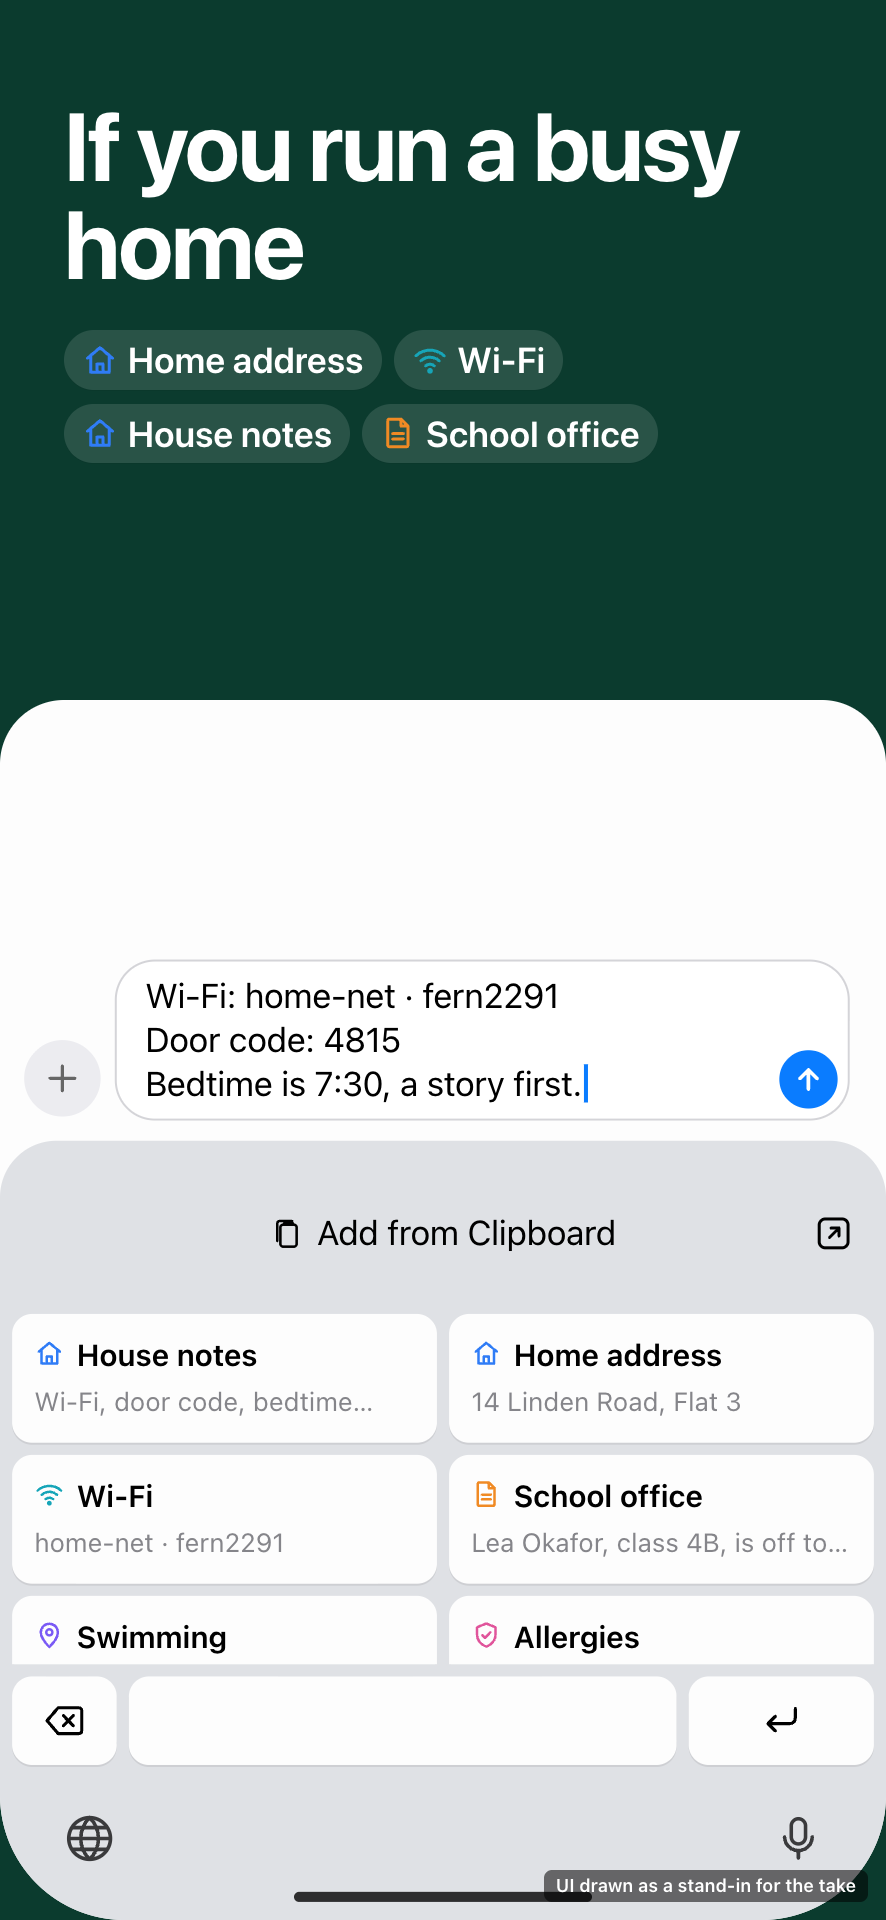 If you run a busy
home
Home address
Wi-Fi
House notes
School office
Wi-Fi: home-net · fern2291
Door code: 4815
Bedtime is 7:30, a story first.
Add from Clipboard
House notes
Wi-Fi, door code, bedtime...
Home address
14 Linden Road, Flat 3
Wi-Fi
home-net · fern2291
School office
Lea Okafor, class 4B, is off to...
Swimming
Allergies
UI drawn as a stand-in for the take